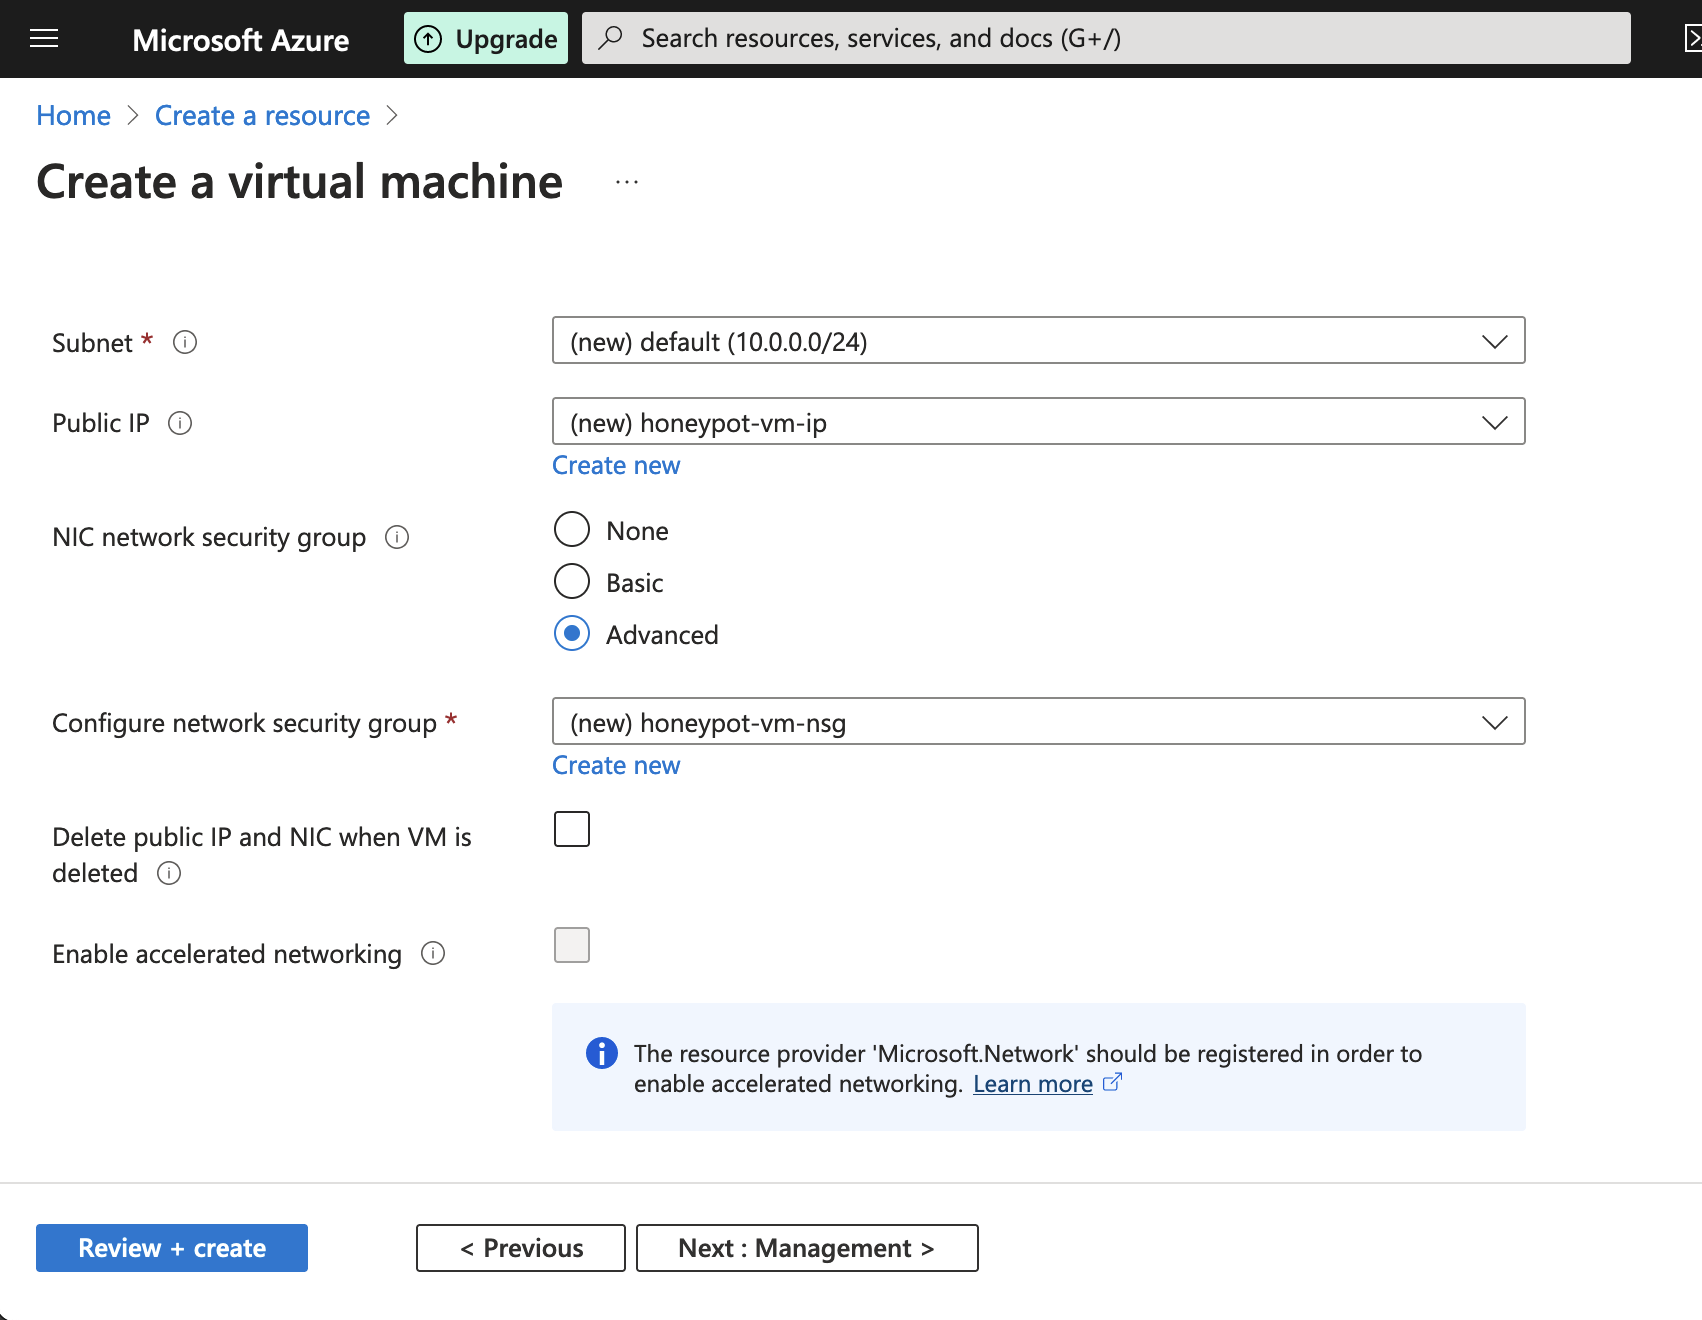 Microsoft Azure
Upgrade
Search resources, services, and docs (G+/)
Home > Create a resource >
Create a virtual machine ...
Subnet *
(new) default (10.0.0.0/24)
Public IP
(new) honeypot-vm-ip
Create new
NIC network security group
None
Basic
Advanced
Configure network security group *
(new) honeypot-vm-nsg
Create new
Delete public IP and NIC when VM is
deleted
Enable accelerated networking
The resource provider 'Microsoft.Network' should be registered in order to
enable accelerated networking. Learn more
Review + create
< Previous
Next : Management >